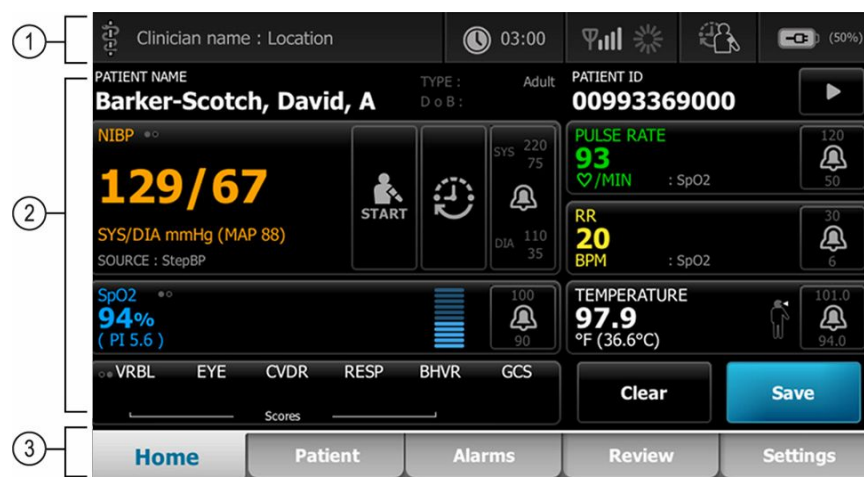 1
Clinician name : Location
03:00
(50%)
2
PATIENT NAME
TYPE : Adult
Barker-Scotch, David, A
D o B :
PATIENT ID
00993369000
NIBP
129/67
SYS/DIA mmHg (MAP 88)
SOURCE : StepBP
START
SYS 220
75
DIA 110
35
PULSE RATE
93
/MIN : SpO2
120
50
RR
20
BPM : SpO2
30
6
SpO2
94%
( PI 5.6 )
100
90
TEMPERATURE
97.9
°F (36.6°C)
101.0
94.0
VRBL EYE CVDR RESP BHVR GCS
Scores
Clear
Save
3
Home Patient Alarms Review Settings